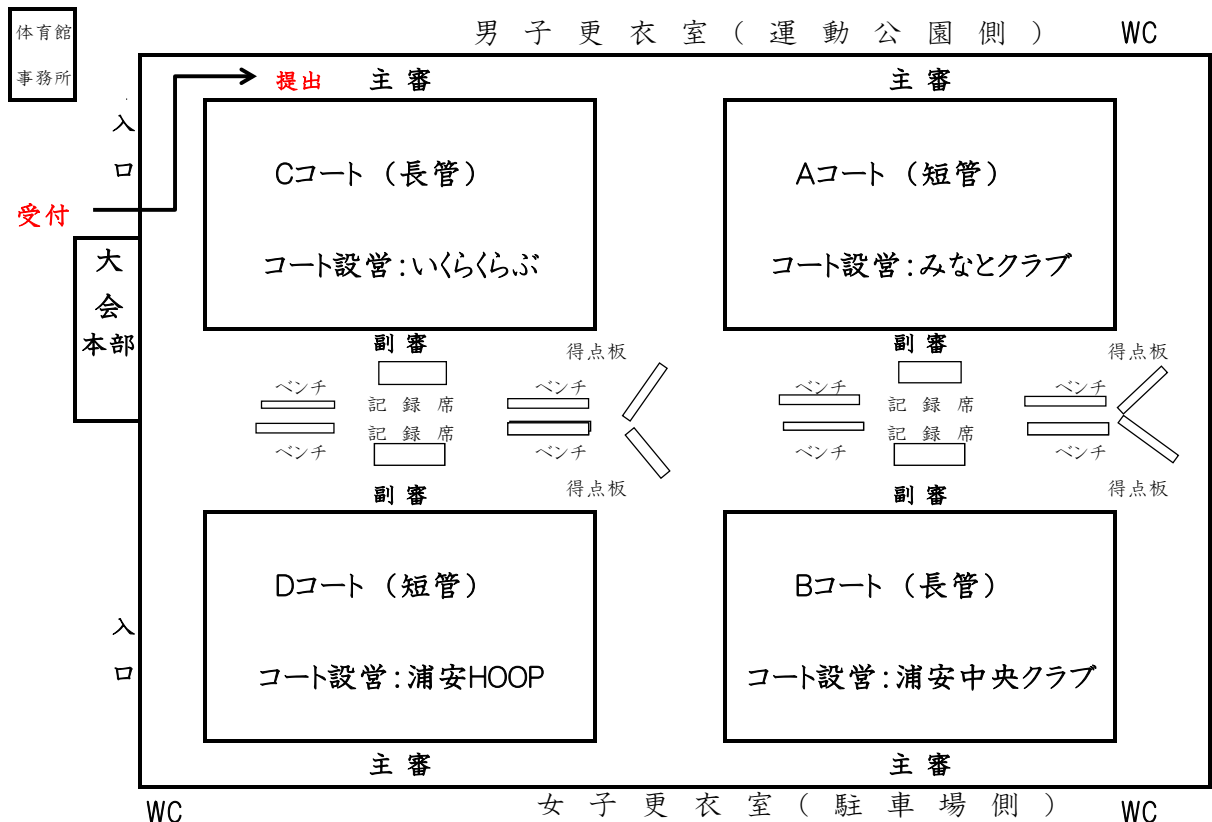 体育館
事務所
男子更衣室(運動公園側)
WC
入口
受付
提出
主審
主審
Cコート (長管)
コート設営:いくらくらぶ
Aコート (短管)
コート設営:みなとクラブ
大会本部
副審
得点板
ベンチ
記録席
ベンチ
記録席
ベンチ
ベンチ
副審
得点板
副審
得点板
ベンチ
記録席
ベンチ
記録席
ベンチ
ベンチ
副審
得点板
入口
Dコート (短管)
コート設営:浦安HOOP
Bコート (長管)
コート設営:浦安中央クラブ
主審
主審
WC
女子更衣室(駐車場側)
WC